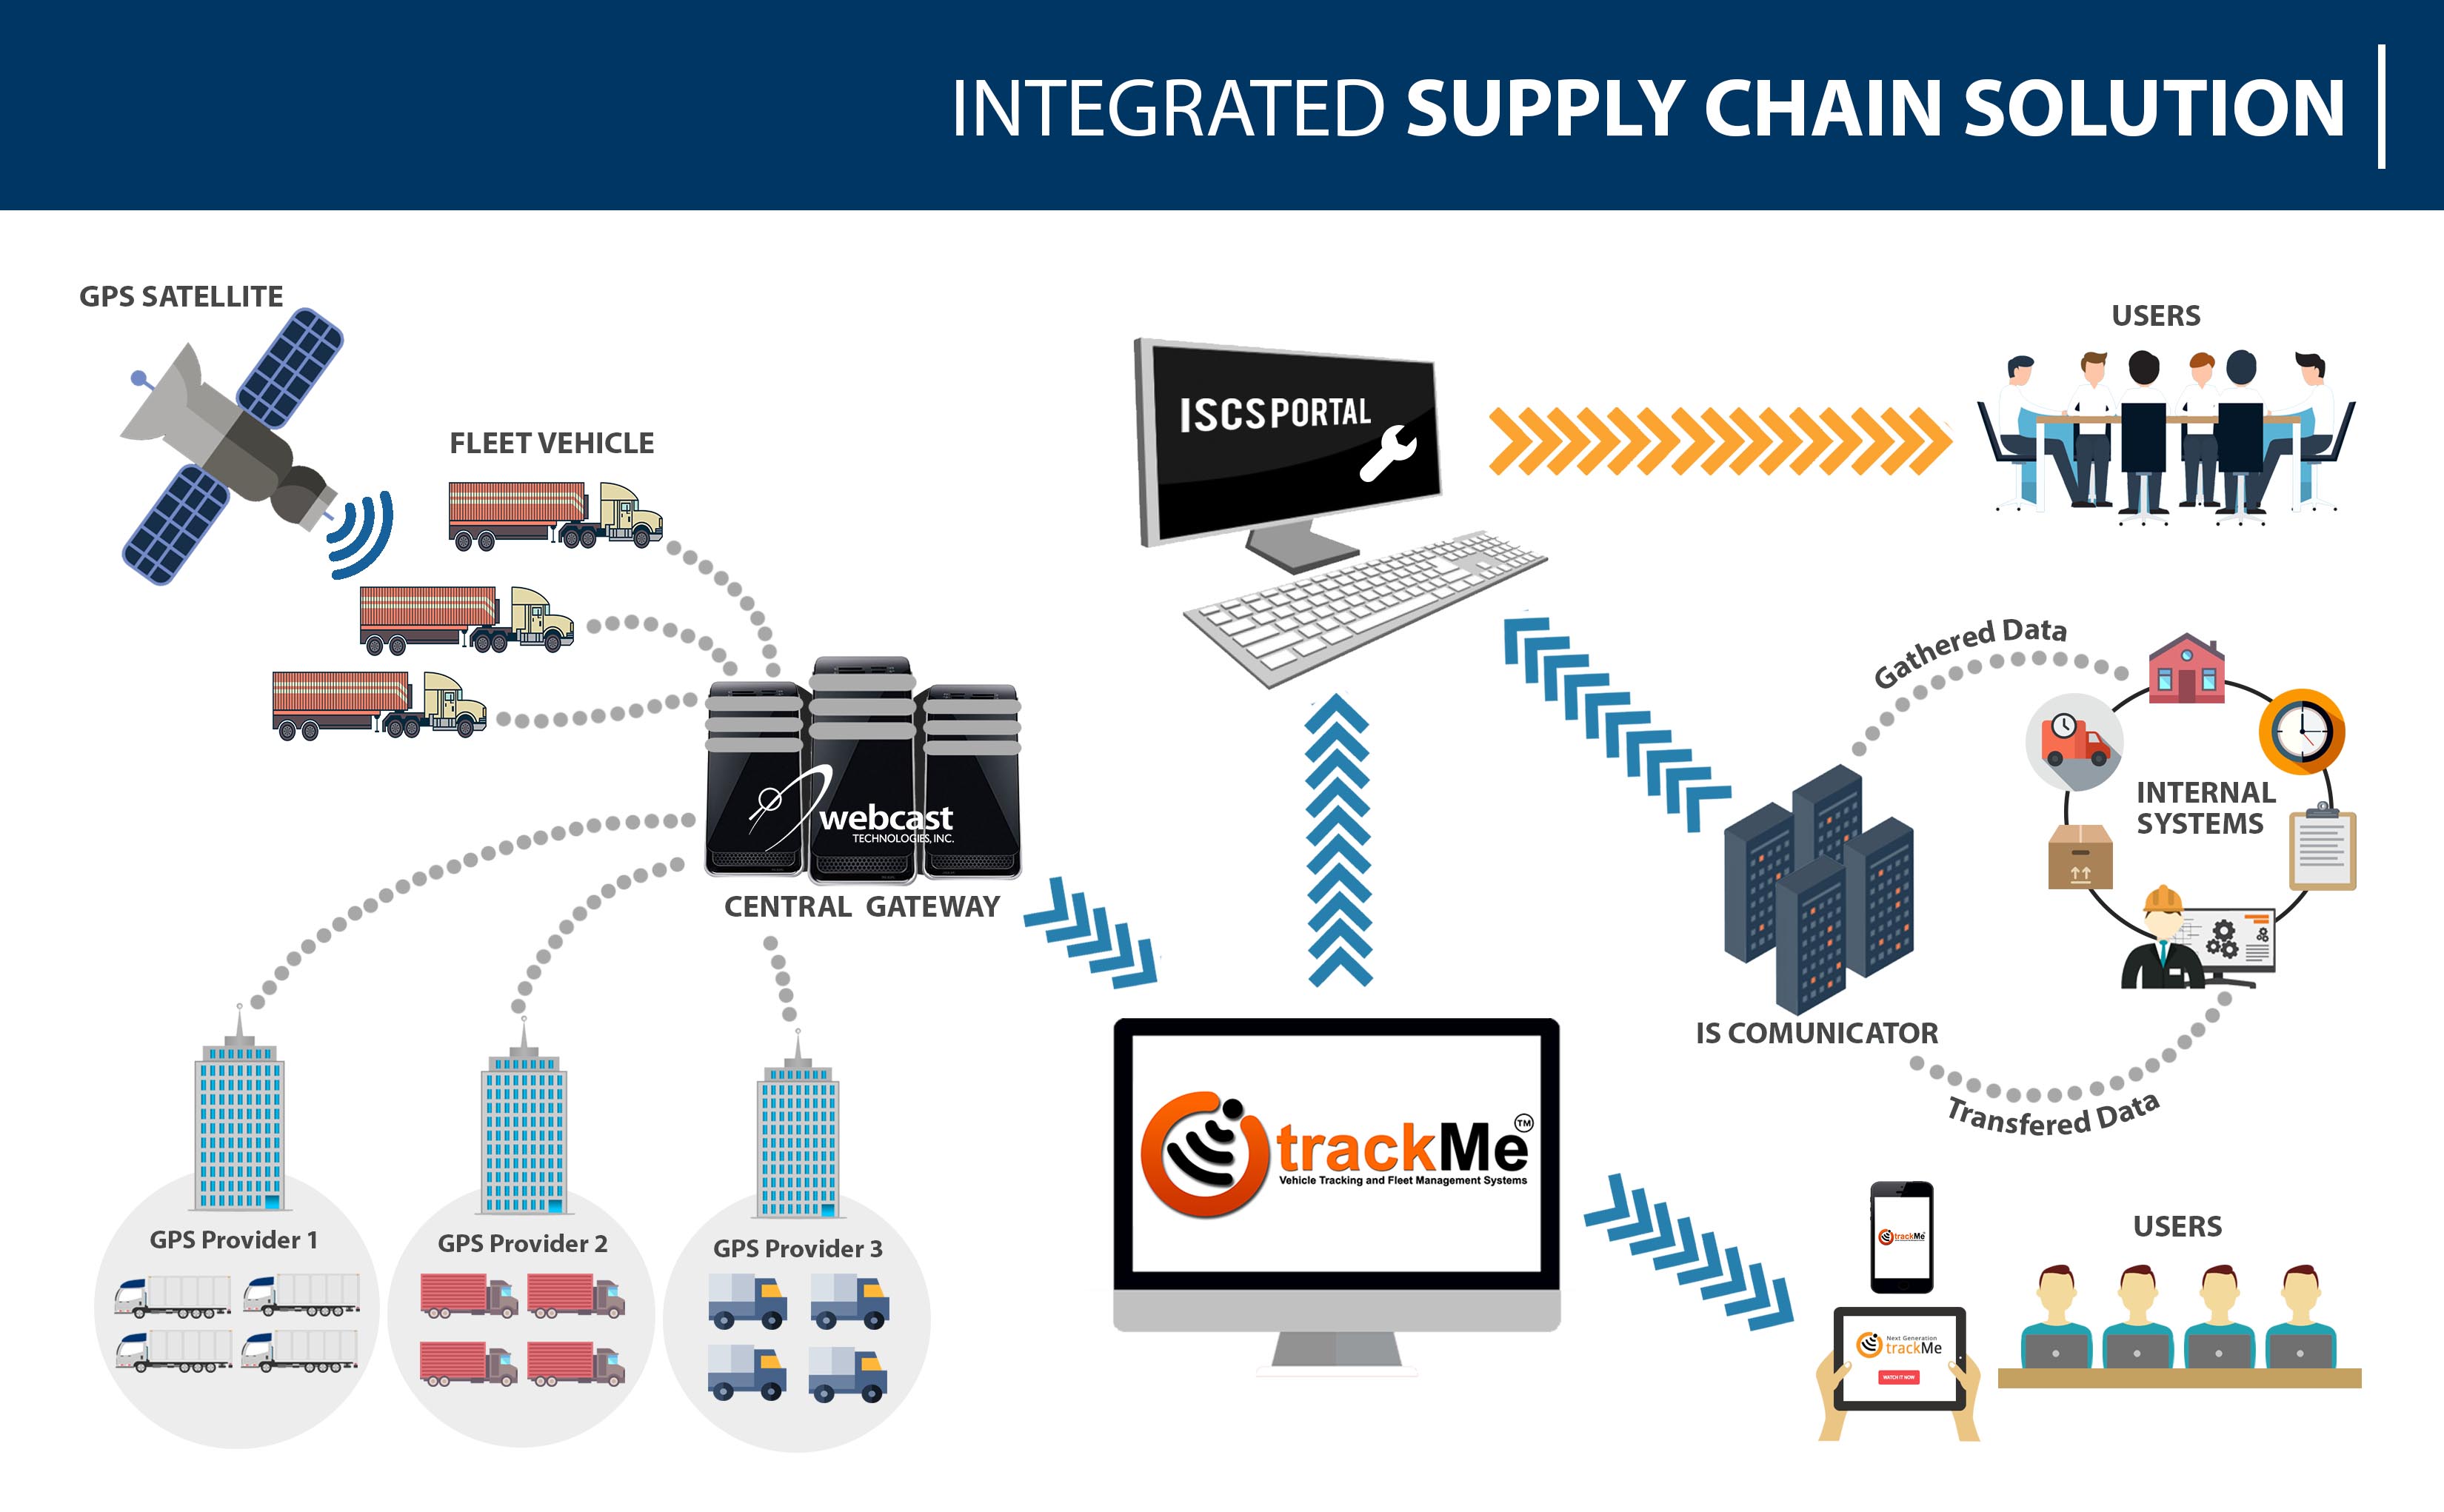 INTEGRATED SUPPLY CHAIN SOLUTION
GPS SATELLITE
FLEET VEHICLE
ISCS PORTAL
USERS
Gathered Data
INTERNAL
SYSTEMS
webcast
TECHNOLOGIES, INC.
CENTRAL GATEWAY
IS COMUNICATOR
Transfered Data
trackMe TM
Vehicle Tracking and Fleet Management Systems
GPS Provider 1
GPS Provider 2
GPS Provider 3
trackMe
USERS
Next Generation
trackMe
WATCH IT NOW